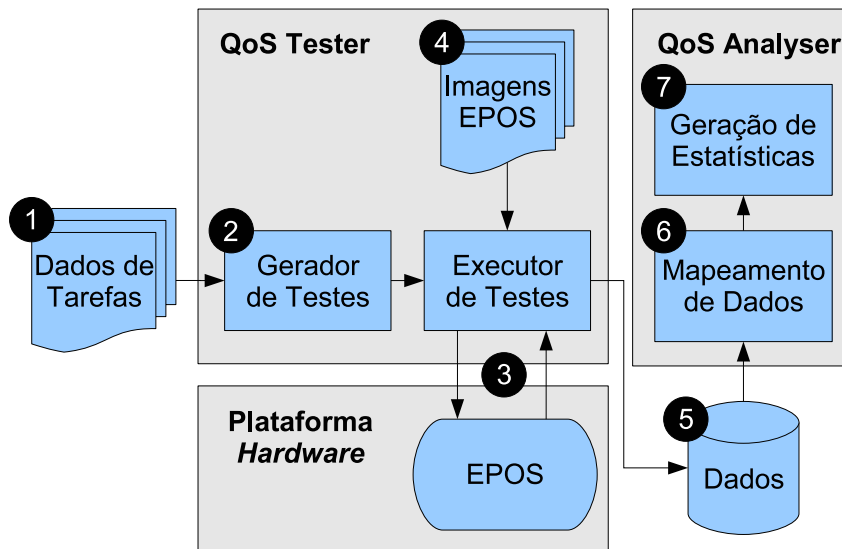 QoS Tester
4
Imagens
EPOS
QoS Analyser
7
Geração de
Estatísticas
1
Dados de
Tarefas
2
Gerador
de Testes
Executor
de Testes
6
Mapeamento
de Dados
3
Plataforma
Hardware
EPOS
5
Dados